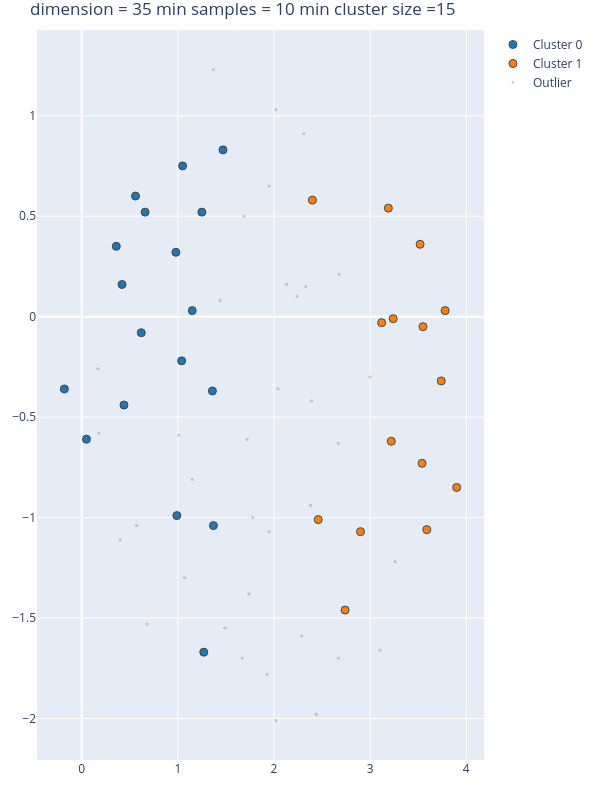 dimension = 35 min samples = 10 min cluster size =15
Cluster 0
Cluster 1
Outlier
1
0.5
0
−0.5
−1
−1.5
−2
0 1 2 3 4